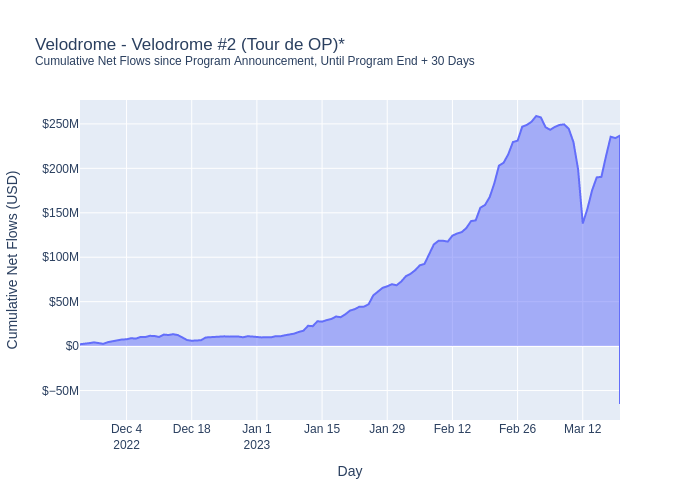 Velodrome - Velodrome #2 (Tour de OP)*
Cumulative Net Flows since Program Announcement, Until Program End + 30 Days
Cumulative Net Flows (USD)
$250M
$200M
$150M
$100M
$50M
$0
$−50M
Dec 4 Dec 18 Jan 1 Jan 15 Jan 29 Feb 12 Feb 26 Mar 12
2022 2023
Day